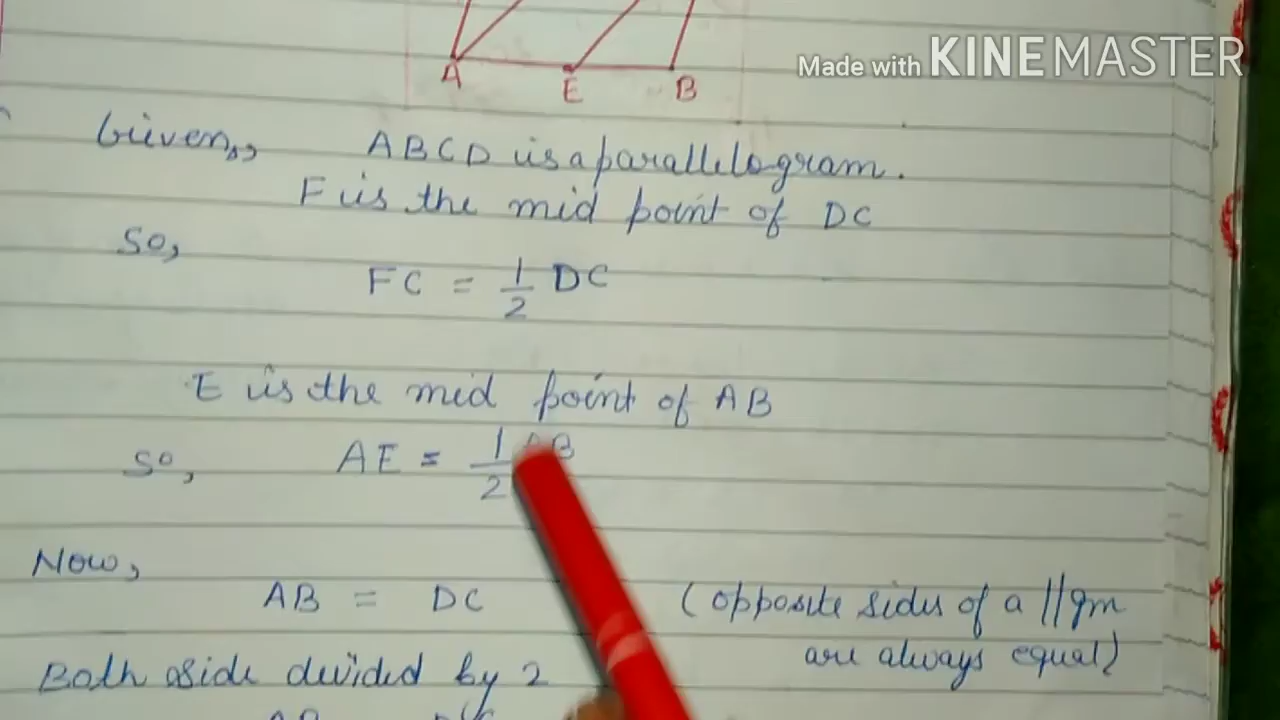 Made with KINEMASTER
A E B
Given,, ABCD is a parallelogram.
F is the mid point of DC
So,
FC = 1/2 DC
E is the mid point of AB
So, AE = 1/2 AB
Now,
AB = DC (opposite sides of a ||gm
are always equal)
Both side divided by 2